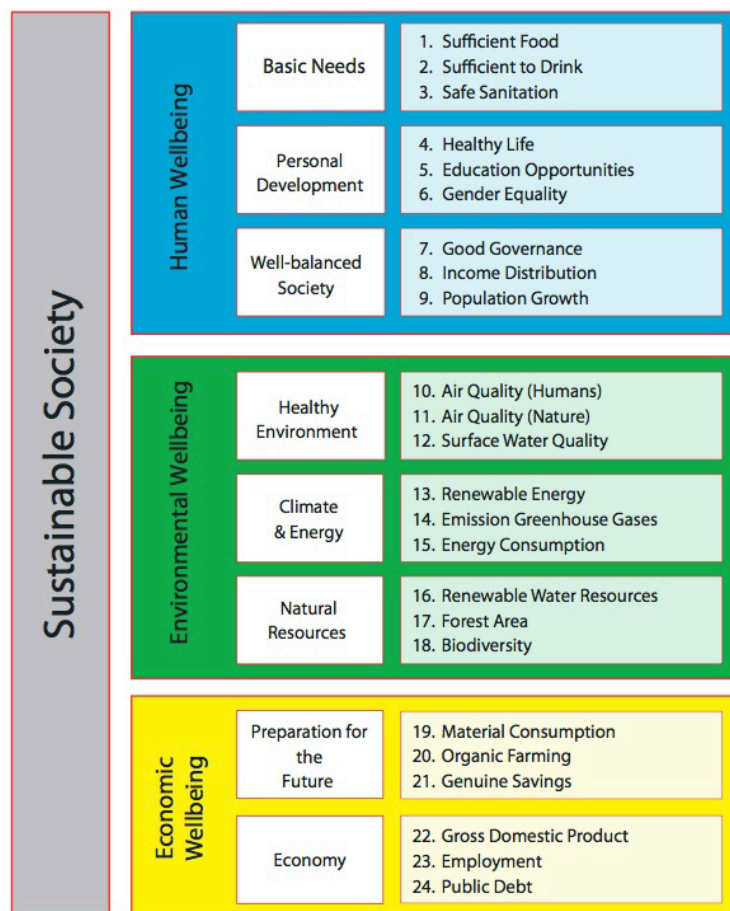 Sustainable Society
Human Wellbeing
Basic Needs
1. Sufficient Food
2. Sufficient to Drink
3. Safe Sanitation
Personal
Development
4. Healthy Life
5. Education Opportunities
6. Gender Equality
Well-balanced
Society
7. Good Governance
8. Income Distribution
9. Population Growth
Environmental Wellbeing
Healthy
Environment
10. Air Quality (Humans)
11. Air Quality (Nature)
12. Surface Water Quality
Climate
& Energy
13. Renewable Energy
14. Emission Greenhouse Gases
15. Energy Consumption
Natural
Resources
16. Renewable Water Resources
17. Forest Area
18. Biodiversity
Economic
Wellbeing
Preparation for
the
Future
19. Material Consumption
20. Organic Farming
21. Genuine Savings
Economy
22. Gross Domestic Product
23. Employment
24. Public Debt